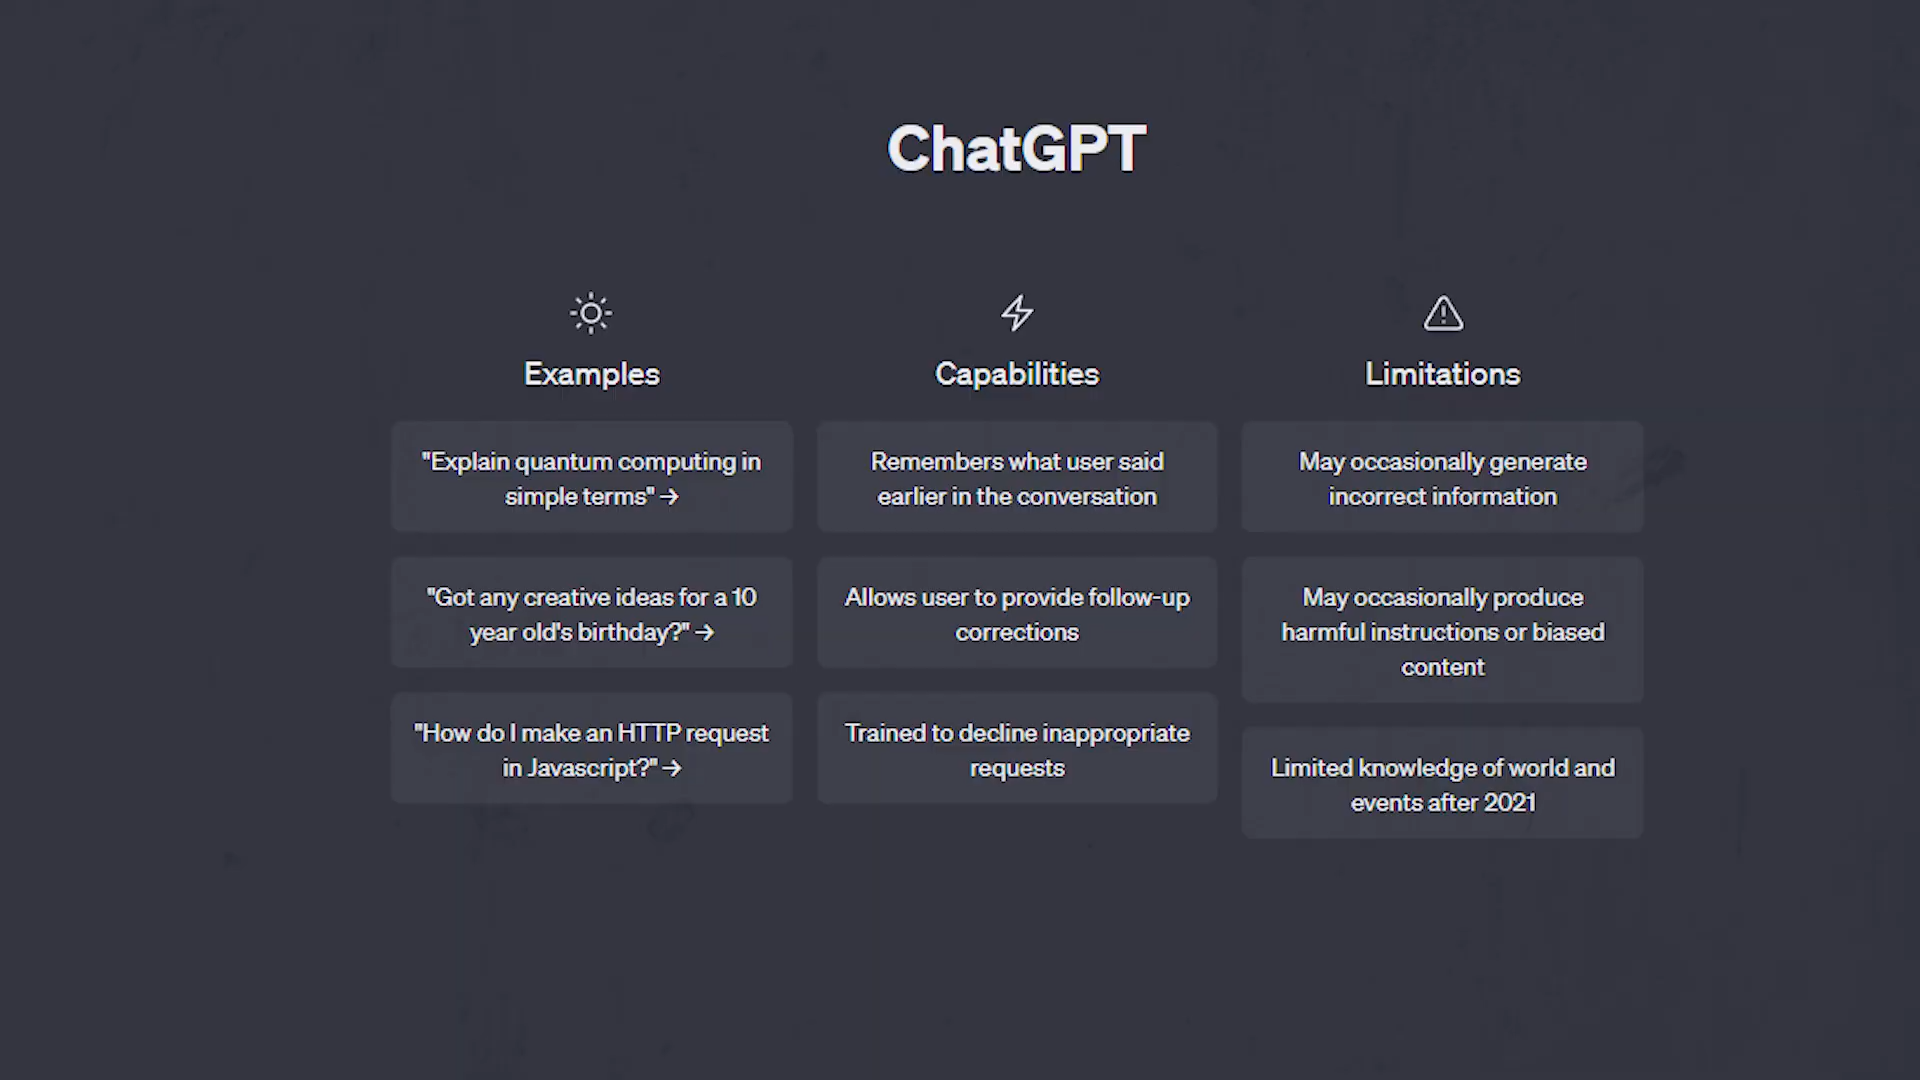 ChatGPT
Examples
"Explain quantum computing in
simple terms" →
"Got any creative ideas for a 10
year old's birthday?" →
"How do I make an HTTP request
in Javascript?" →
Capabilities
Remembers what user said
earlier in the conversation
Allows user to provide follow-up
corrections
Trained to decline inappropriate
requests
Limitations
May occasionally generate
incorrect information
May occasionally produce
harmful instructions or biased
content
Limited knowledge of world and
events after 2021